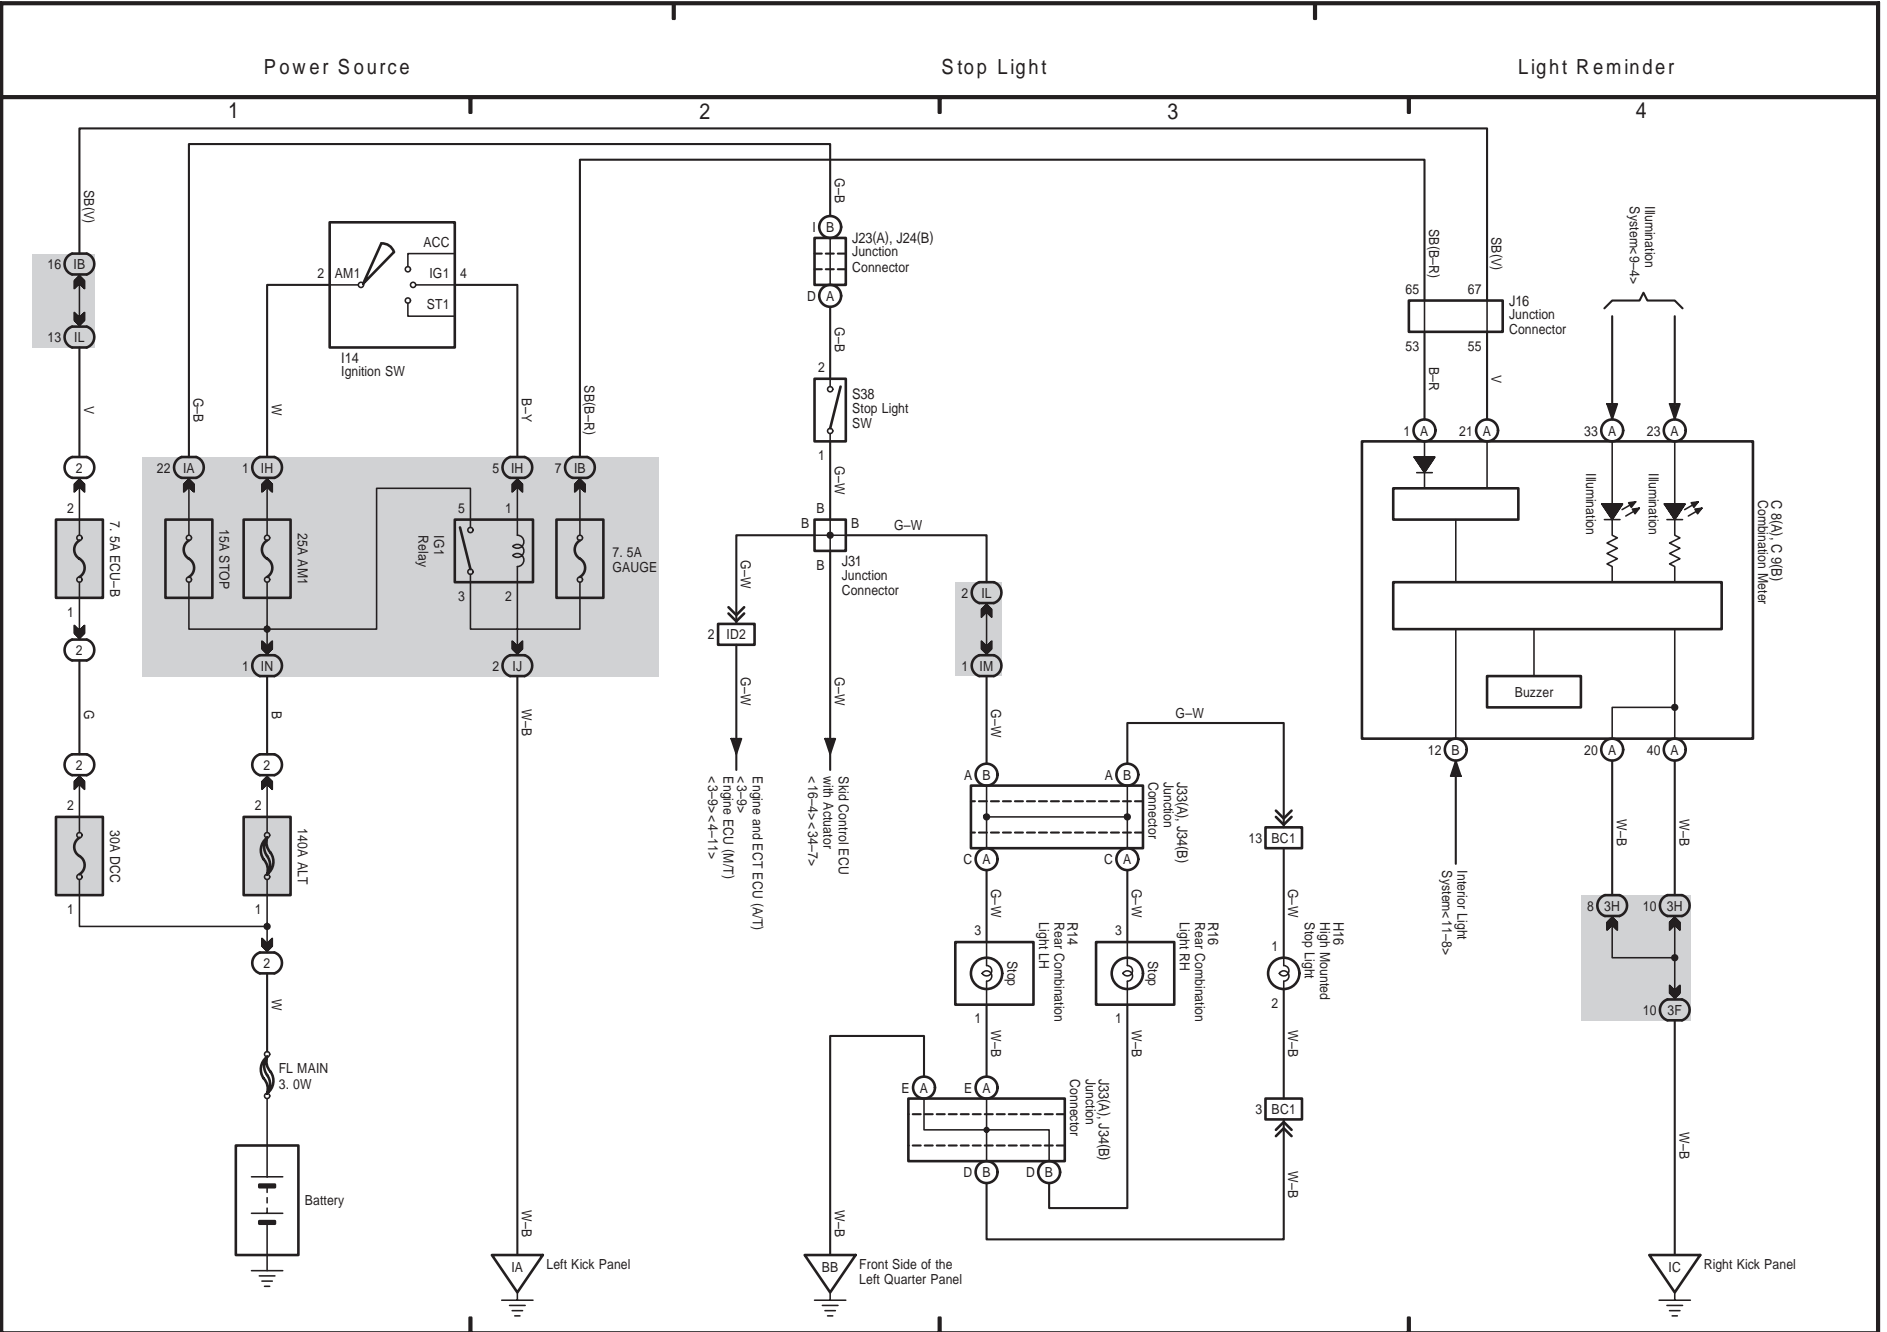 Power Source
Stop Light
Light Reminder
1
2
3
4
SB(V)
16 IB
13 IL
V
2
2
7. 5A ECU–B
1
2
G
2
2
30A DCC
1
G–B
W
2 AM1
ACC
IG1 4
ST1
I14
Ignition SW
B–Y
SB(B–R)
22 IA
1 IH
5 IH
7 IB
15A STOP
25A AM1
5
1
IG1
Relay
3
2
7. 5A
GAUGE
1 IN
2 IJ
B
2
2
140A ALT
1
2
W
FL MAIN
3. 0W
Battery
W–B
W–B
IA
Left Kick Panel
G–B
I B
J23(A), J24(B)
Junction
Connector
D A
G–B
2
S38
Stop Light
SW
1
G–W
B
B
B
B
J31
Junction
Connector
G–W
G–W
2 ID2
G–W
G–W
Engine and ECT ECU (A/T)
<3–9>
Engine ECU (M/T)
<3–9><4–11>
Skid Control ECU
with Actuator
<16–4><34–7>
2 IL
1 IM
G–W
G–W
A B
A B
J33(A), J34(B)
Junction
Connector
C A
C A
13 BC1
G–W
G–W
G–W
3
Stop
R14
Rear Combination
Light LH
1
3
Stop
R16
Rear Combination
Light RH
1
1
H16
High Mounted
Stop Light
2
W–B
W–B
W–B
E A
E A
J33(A), J34(B)
Junction
Connector
D B
D B
3 BC1
W–B
W–B
BB
Front Side of the
Left Quarter Panel
SB(B–R)
SB(V)
65
67
J16
Junction
Connector
53
55
B–R
V
Illumination
System<9–4>
1 A
21 A
33 A
23 A
Illumination
Illumination
C 8(A), C 9(B)
Combination Meter
Buzzer
12 B
20 A
40 A
Interior Light
System<11–8>
W–B
W–B
8 3H
10 3H
10 3F
W–B
IC
Right Kick Panel